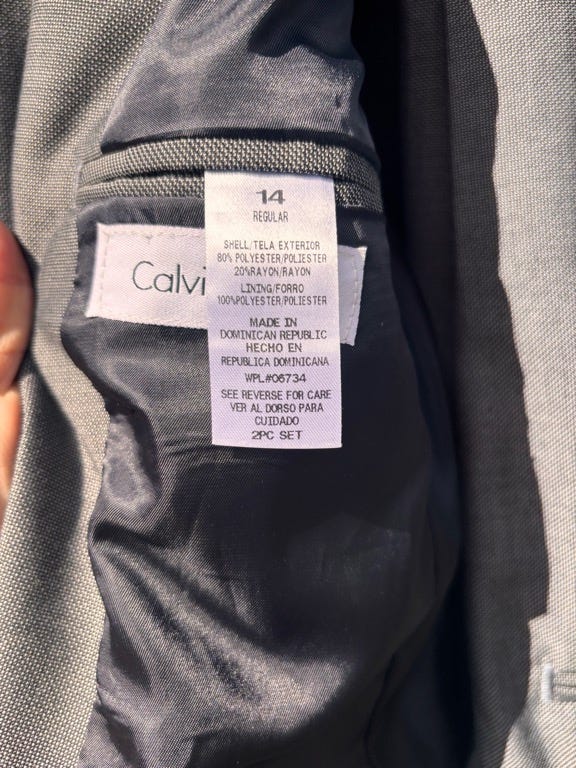 14
REGULAR
SHELL/TELA EXTERIOR
80% POLYESTER/POLIESTER
20%RAYON/RAYON
LINING/FORRO
100%POLYESTER/POLIESTER
MADE IN
DOMINICAN REPUBLIC
HECHO EN
REPUBLICA DOMINICANA
WPL#06734
SEE REVERSE FOR CARE
VER AL DORSO PARA
CUIDADO
2PC SET
Calvi